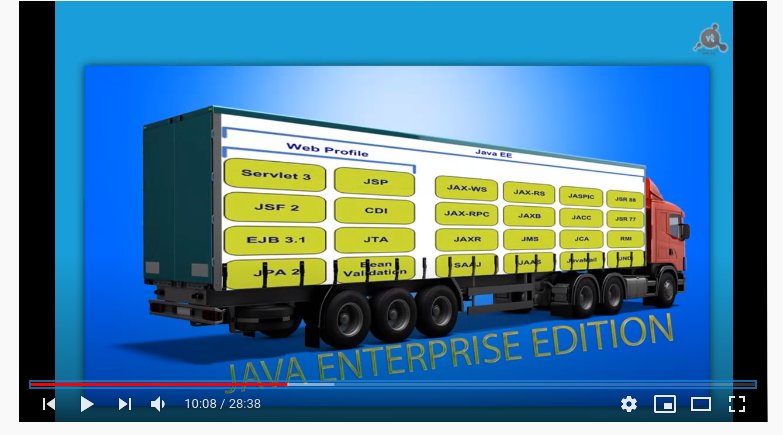 Java EE
Web Profile
Servlet 3
JSP
JSF 2
CDI
EJB 3.1
JTA
JPA 2
Bean
Validation
JAX-WS
JAX-RS
JASPIC
JSR 88
JAX-RPC
JAXB
JACC
JSR 77
JAXR
JMS
JCA
RMI
SAAJ
JAAS
JavaMail
JNDI
JAVA ENTERPRISE EDITION
10:08 / 28:38